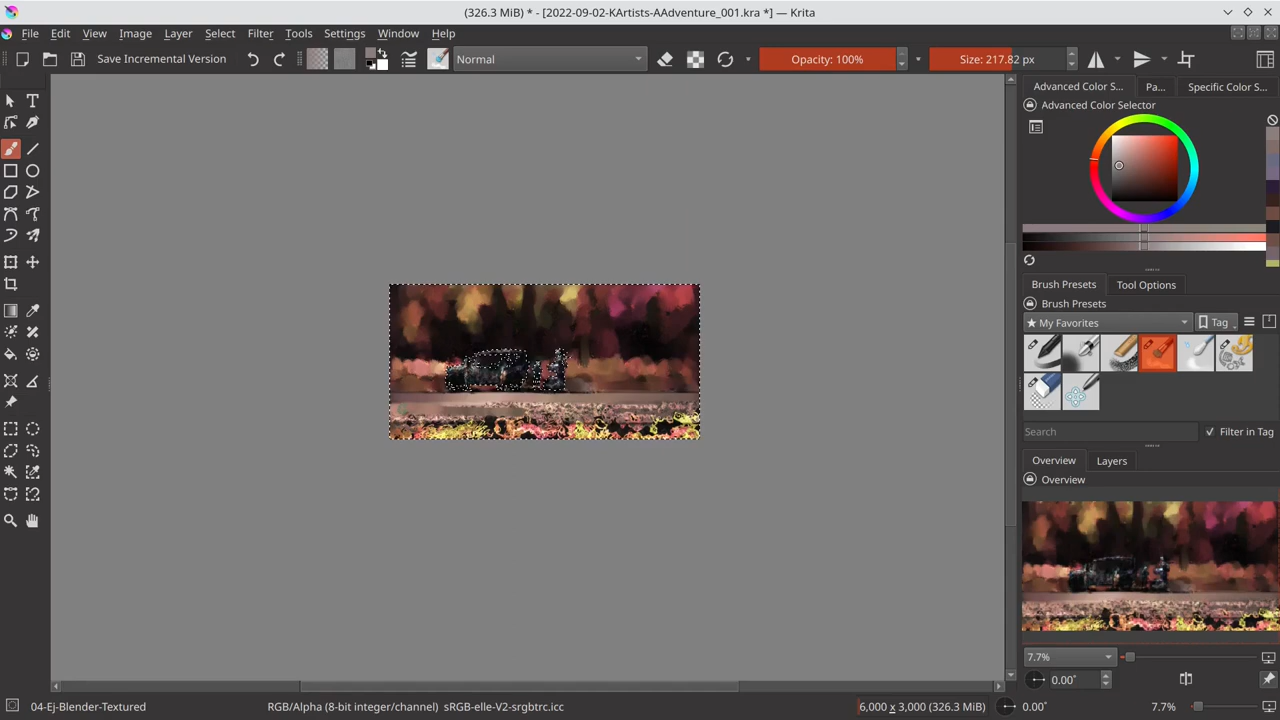 (326.3 MiB) * - [2022-09-02-KArtists-AAdventure_001.kra *] — Krita
File Edit View Image Layer Select Filter Tools Settings Window Help
Save Incremental Version
Normal
Opacity: 100%
Size: 217.82 px
Advanced Color S... Pa... Specific Color S...
Advanced Color Selector
Brush Presets Tool Options
Brush Presets
★ My Favorites
Tag
Search
Filter in Tag
Overview Layers
Overview
7.7%
0.00°
04-Ej-Blender-Textured
RGB/Alpha (8-bit integer/channel) sRGB-elle-V2-srgbtrc.icc
6,000 x 3,000 (326.3 MiB)
0.00°
7.7%